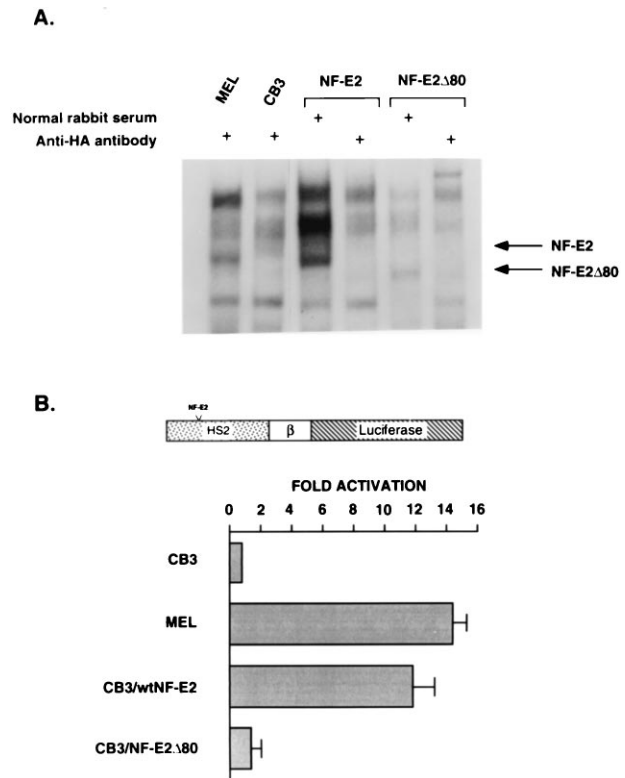 A.
MEL CB3 NF-E2 NF-E2Δ80
Normal rabbit serum + +
Anti-HA antibody + + + +
NF-E2
NF-E2Δ80
B.
NF-E2
HS2 β Luciferase
FOLD ACTIVATION
0 2 4 6 8 10 12 14 16
CB3
MEL
CB3/wtNF-E2
CB3/NF-E2Δ80